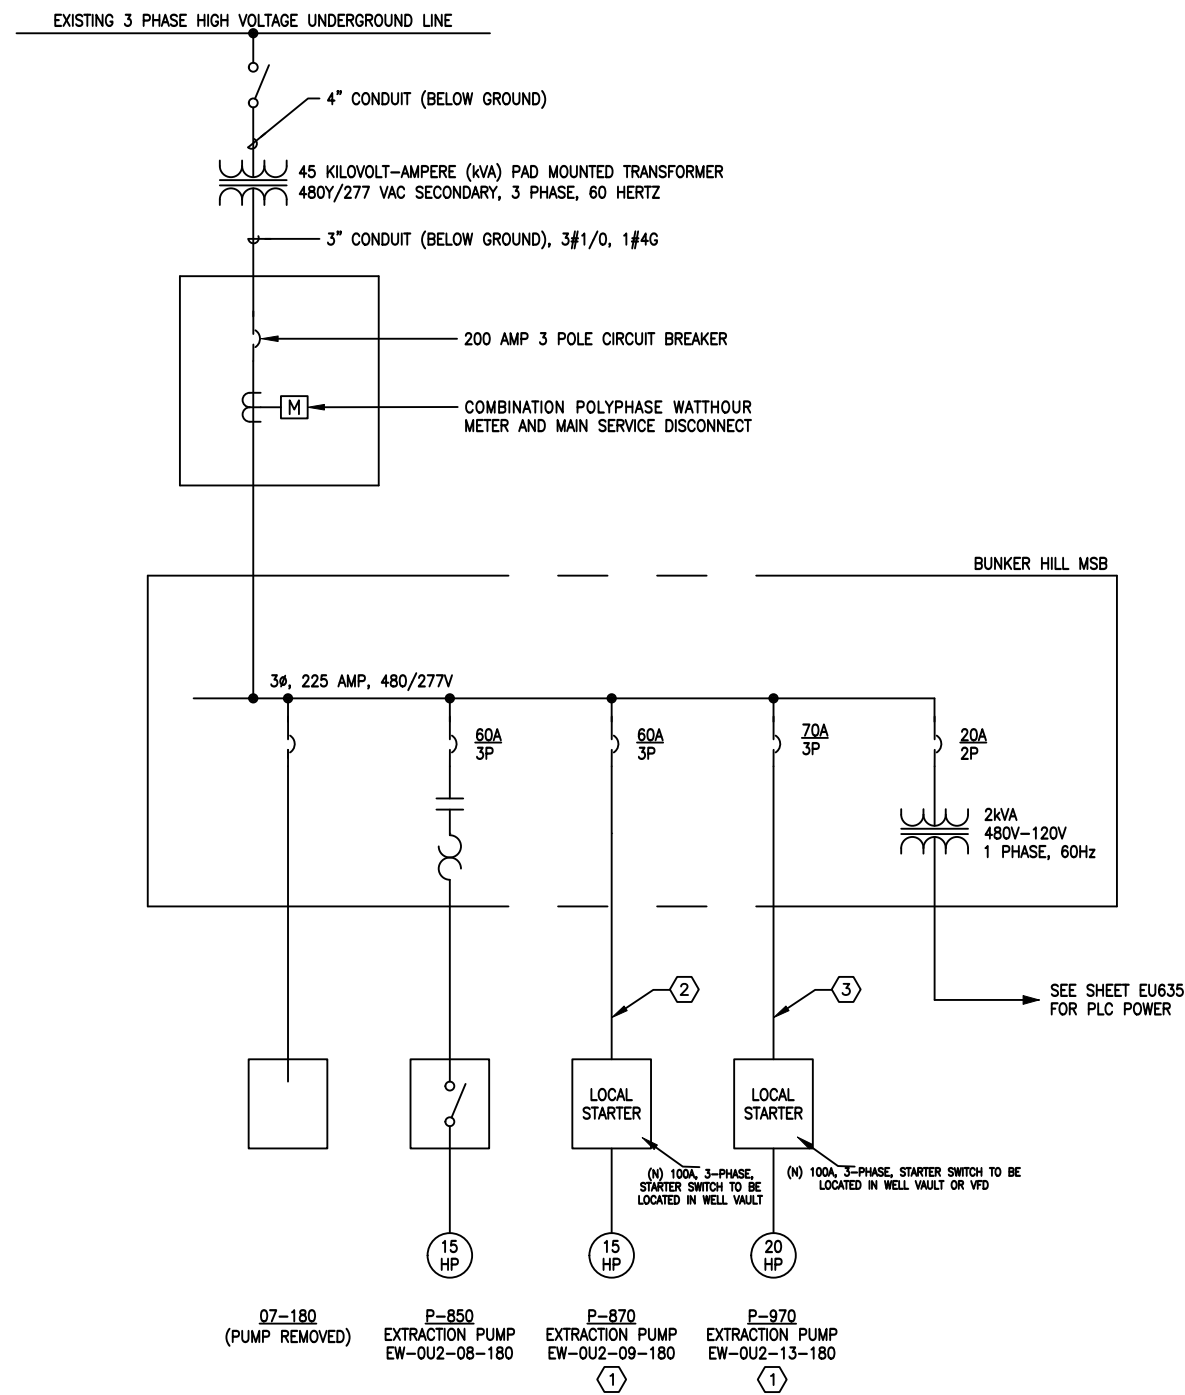 EXISTING 3 PHASE HIGH VOLTAGE UNDERGROUND LINE
4" CONDUIT (BELOW GROUND)
45 KILOVOLT-AMPERE (kVA) PAD MOUNTED TRANSFORMER
480Y/277 VAC SECONDARY, 3 PHASE, 60 HERTZ
3" CONDUIT (BELOW GROUND), 3#1/0, 1#4G
200 AMP 3 POLE CIRCUIT BREAKER
M
COMBINATION POLYPHASE WATTHOUR
METER AND MAIN SERVICE DISCONNECT
BUNKER HILL MSB
3ø, 225 AMP, 480/277V
60A
3P
60A
3P
70A
3P
20A
2P
2kVA
480V-120V
1 PHASE, 60Hz
2
3
SEE SHEET EU635
FOR PLC POWER
LOCAL
STARTER
LOCAL
STARTER
(N) 100A, 3-PHASE,
STARTER SWITCH TO BE
LOCATED IN WELL VAULT
(N) 100A, 3-PHASE, STARTER SWITCH TO BE
LOCATED IN WELL VAULT OR VFD
15
HP
15
HP
20
HP
07-180
(PUMP REMOVED)
P-850
EXTRACTION PUMP
EW-OU2-08-180
P-870
EXTRACTION PUMP
EW-OU2-09-180
1
P-970
EXTRACTION PUMP
EW-OU2-13-180
1